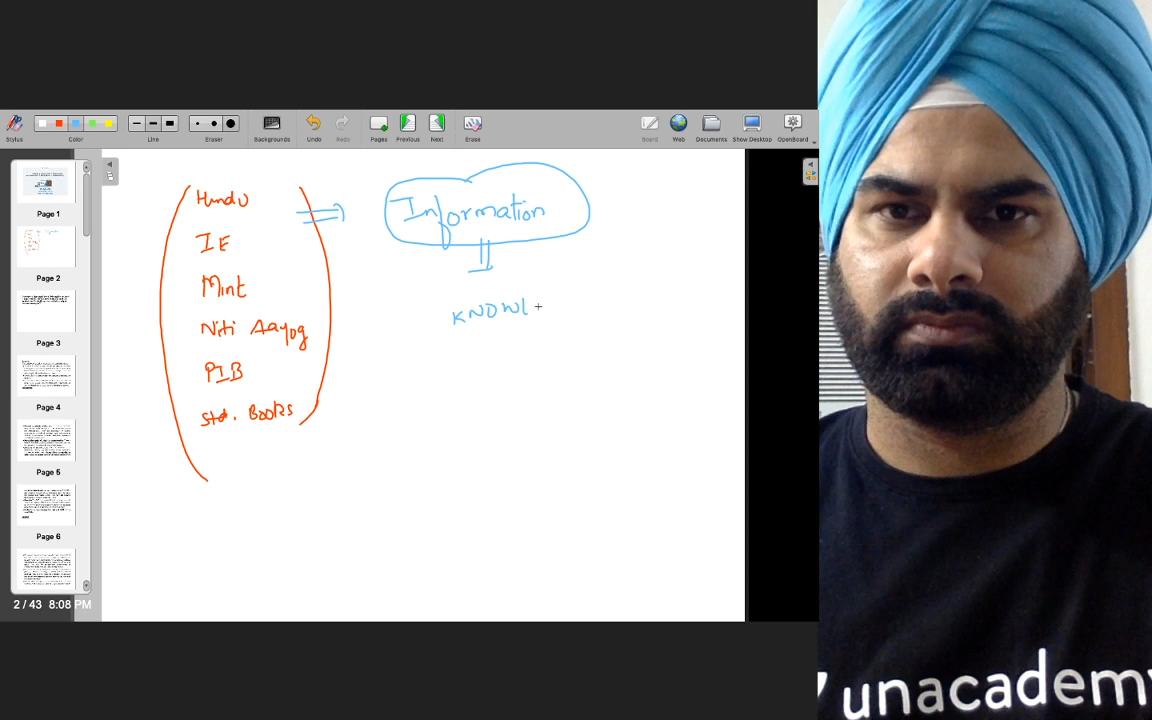 Stylus
Color
Line
Eraser
Backgrounds
Undo
Redo
Pages
Previous
Next
Erase
Board
Web
Documents
Show Desktop
OpenBoard
Page 1
Page 2
Page 3
Page 4
Page 5
Page 6
2 / 43 8:08 PM
Hindu
IE
Mint
Niti Aayog
PIB
Std. Books
Information
KNOWL
unacademy